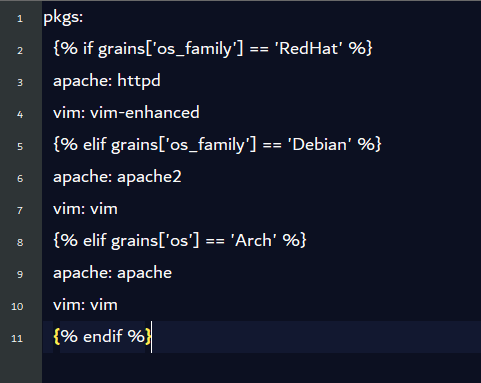 1 pkgs:
2 {% if grains['os_family'] == 'RedHat' %}
3 apache: httpd
4 vim: vim-enhanced
5 {% elif grains['os_family'] == 'Debian' %}
6 apache: apache2
7 vim: vim
8 {% elif grains['os'] == 'Arch' %}
9 apache: apache
10 vim: vim
11 {% endif %}